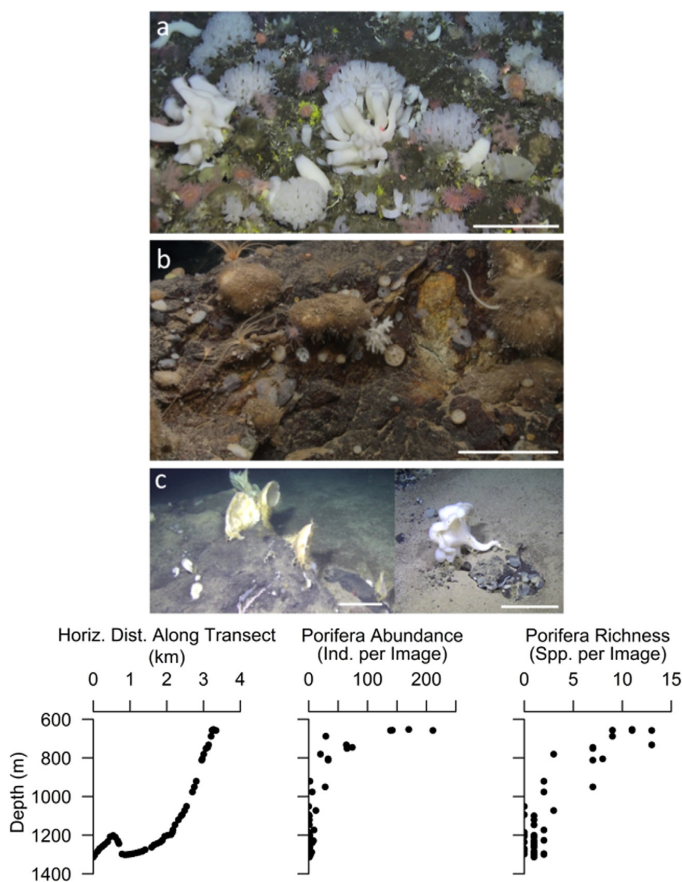 a
b
c
Horiz. Dist. Along Transect
(km)
Porifera Abundance
(Ind. per Image)
Porifera Richness
(Spp. per Image)
0 1 2 3 4
0 100 200
0 5 10 15
Depth (m)
600
800
1000
1200
1400